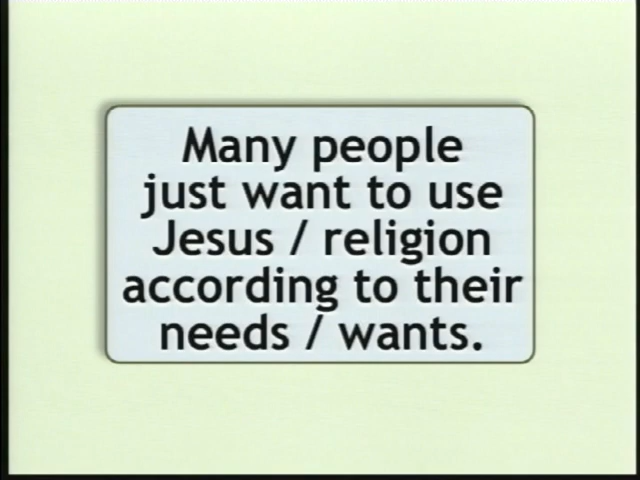 Many people
just want to use
Jesus / religion
according to their
needs / wants.